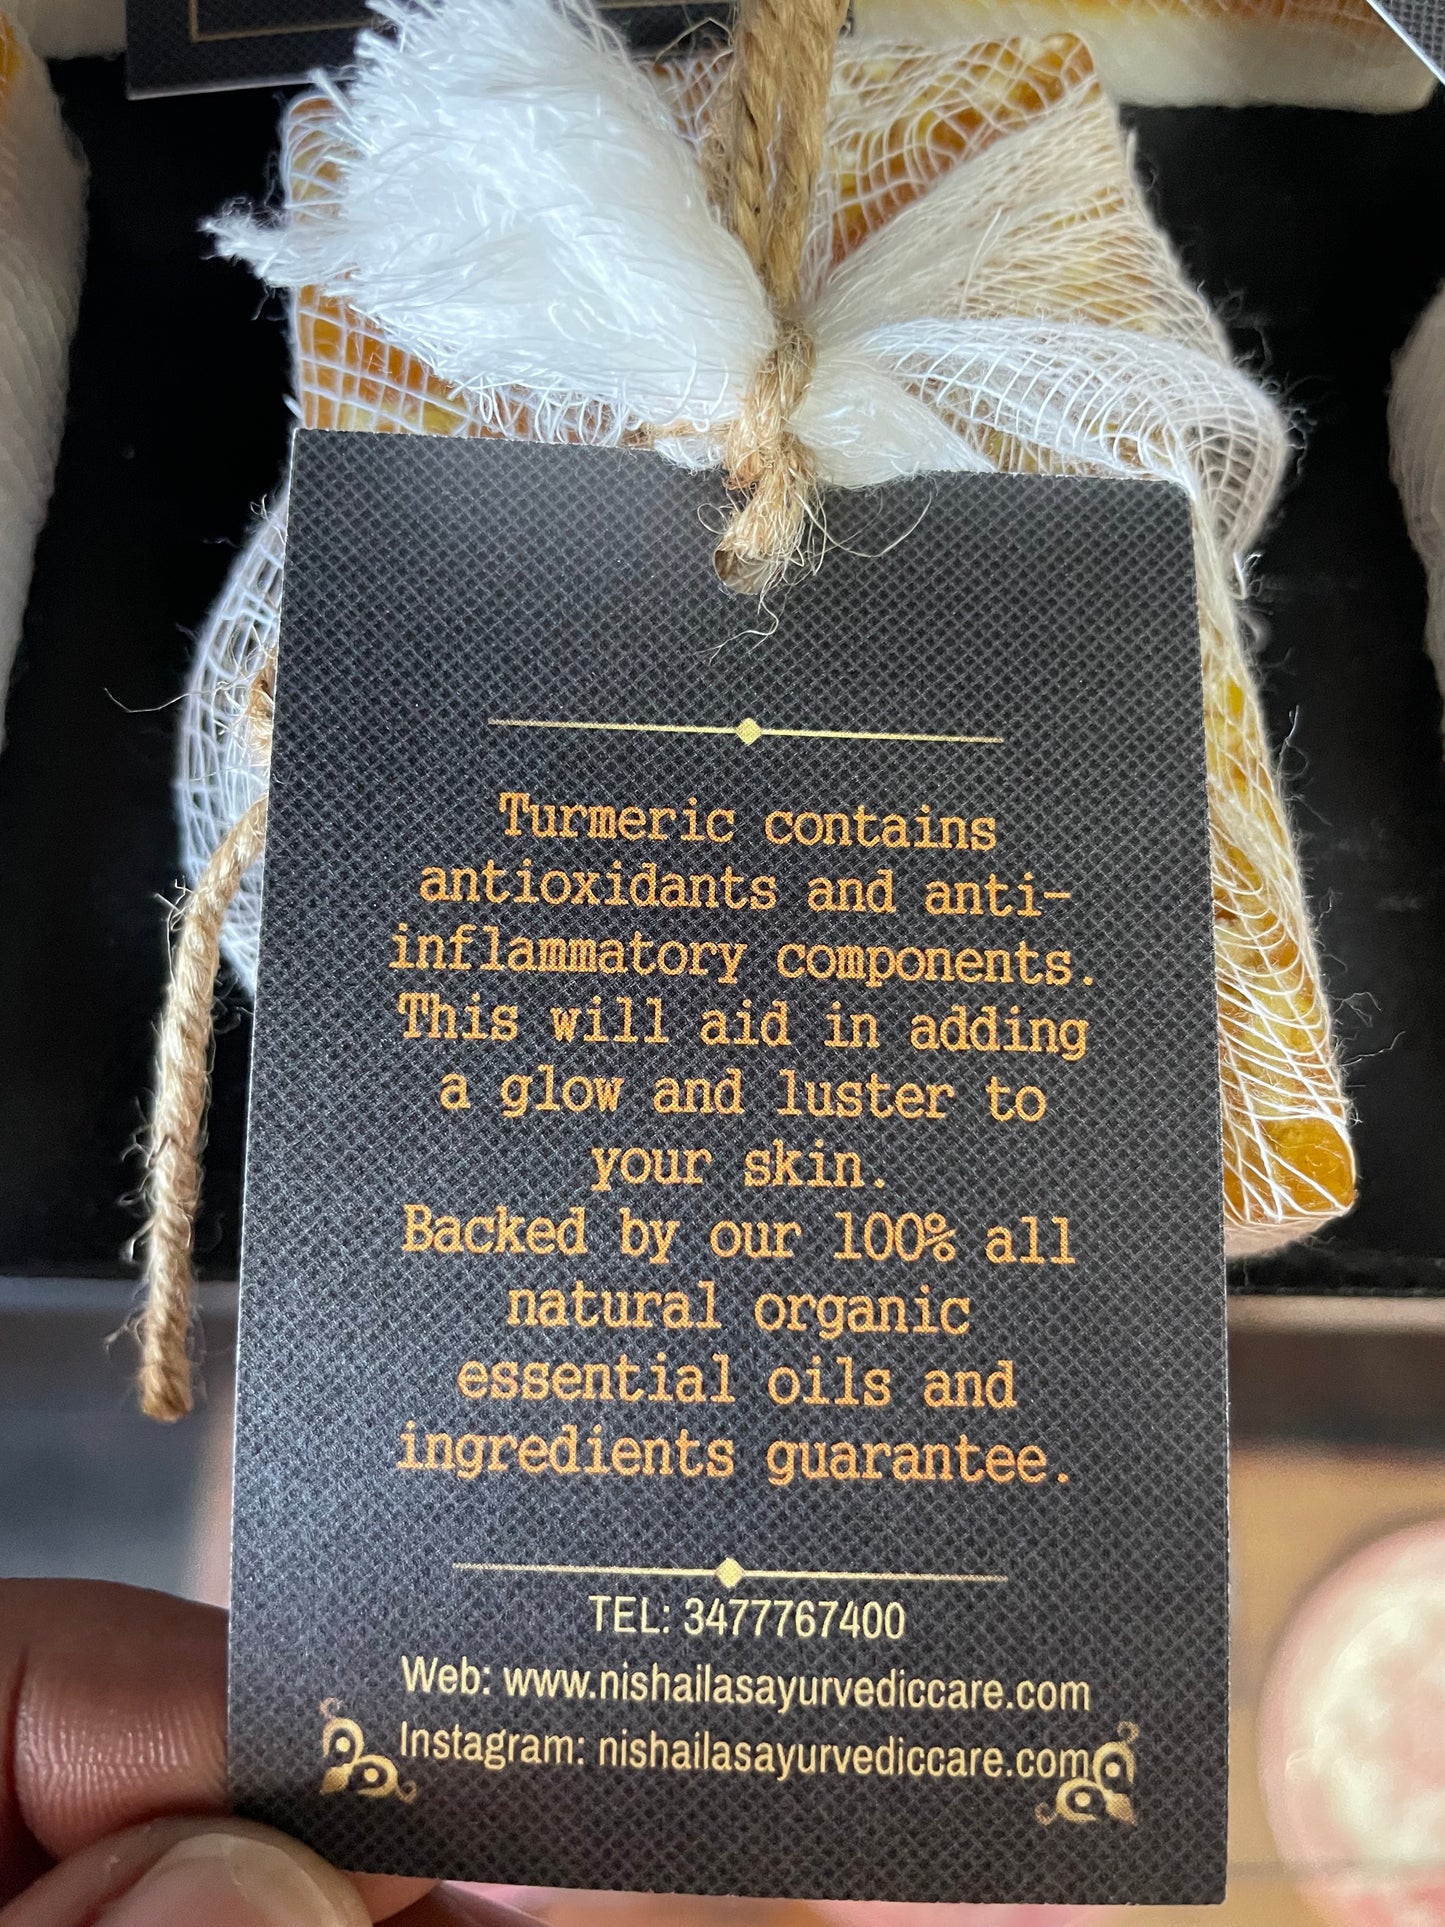 Turmeric contains
antioxidants and anti-
inflammatory components.
This will aid in adding
a glow and luster to
your skin.
Backed by our 100% all
natural organic
essential oils and
ingredients guarantee.
TEL: 3477767400
Web: www.nishailasayurvediccare.com
Instagram: nishailasayurvediccare.com